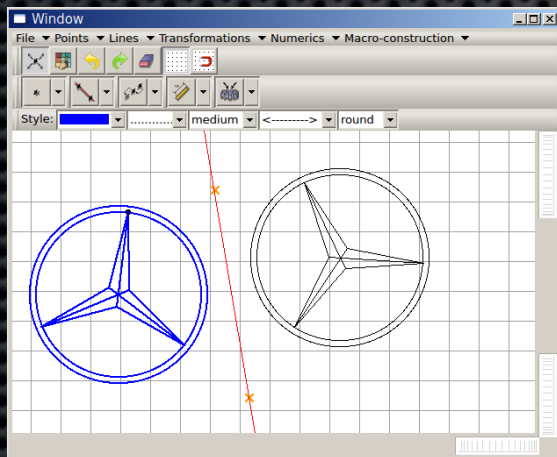 Window
File Points Lines Transformations Numerics Macro-construction
Style: ............ medium <---------> round